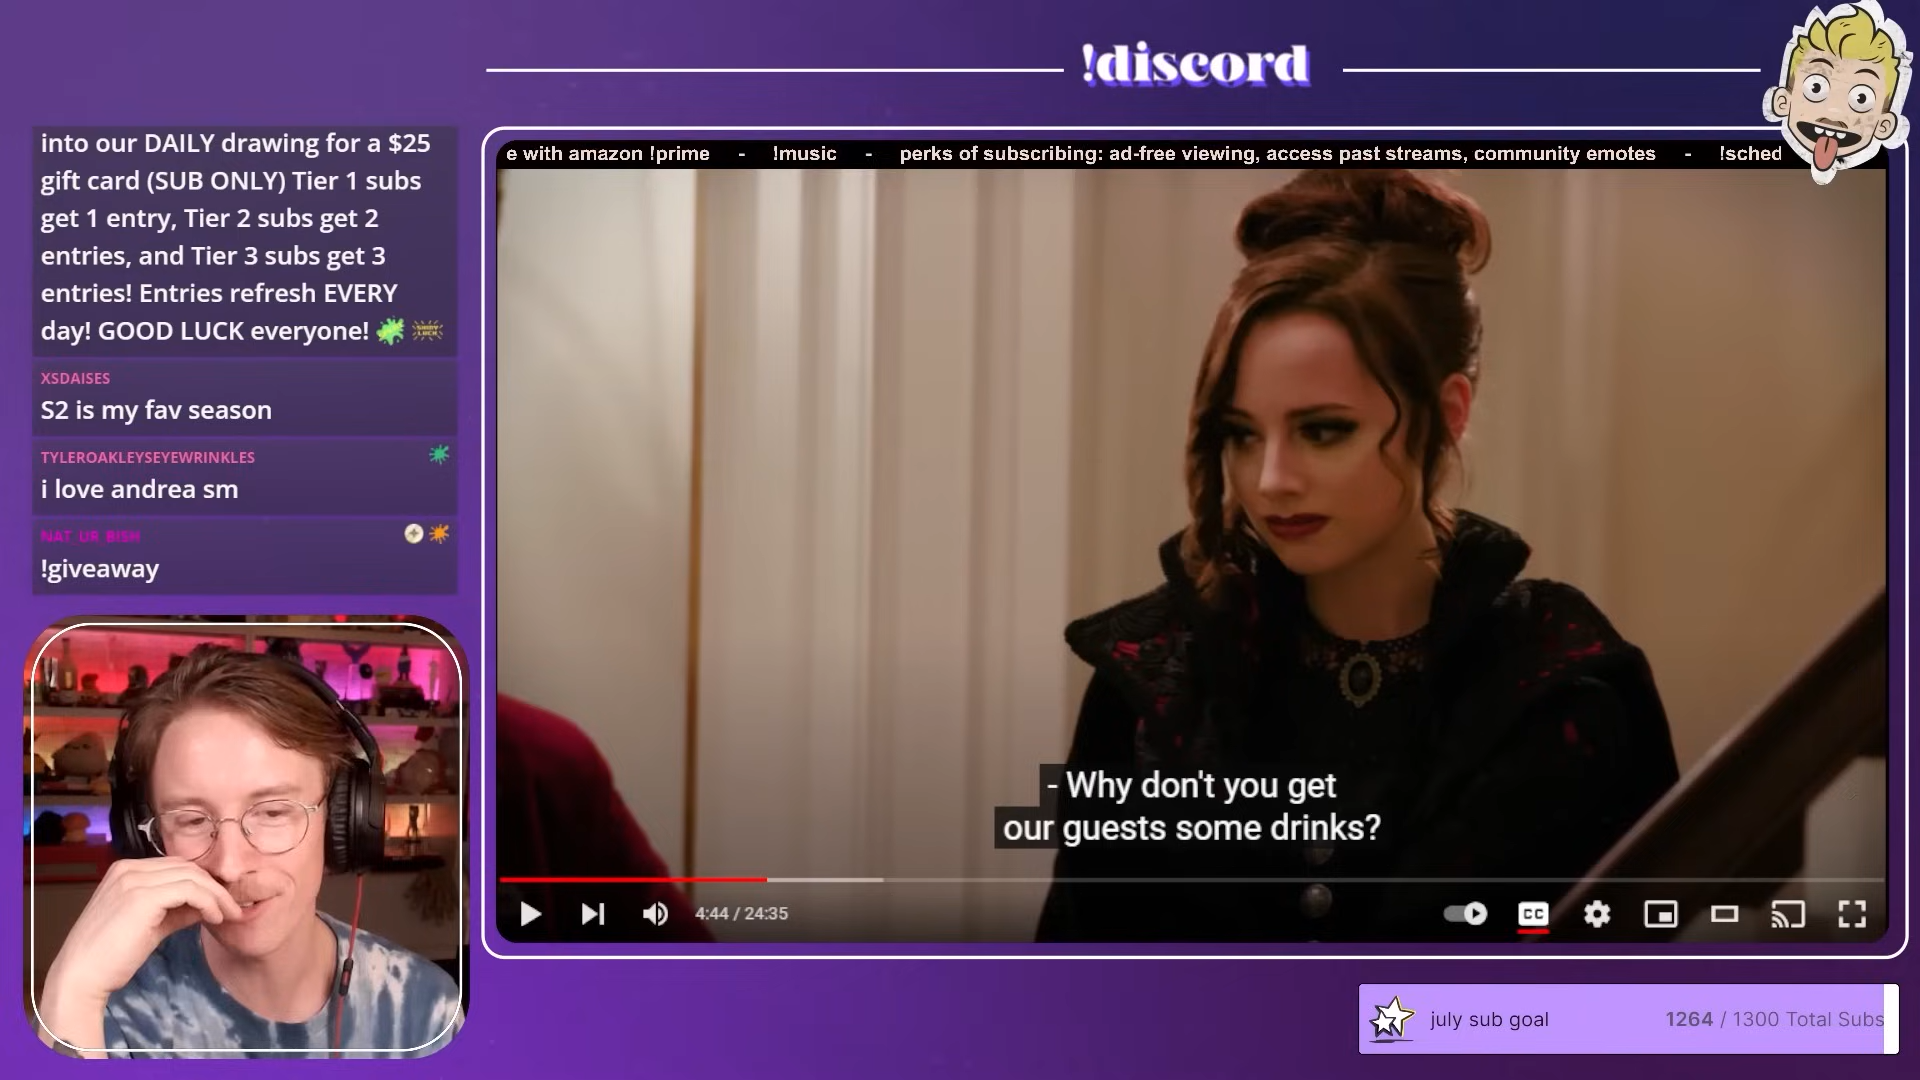 !discord
e with amazon !prime - !music - perks of subscribing: ad-free viewing, access past streams, community emotes - !sched
into our DAILY drawing for a $25
gift card (SUB ONLY) Tier 1 subs
get 1 entry, Tier 2 subs get 2
entries, and Tier 3 subs get 3
entries! Entries refresh EVERY
day! GOOD LUCK everyone!
XSDAISES
S2 is my fav season
TYLEROAKLEYSEYEWRINKLES
i love andrea sm
NAT_UR_BISH
!giveaway
- Why don't you get
our guests some drinks?
4:44 / 24:35
CC
july sub goal
1264 / 1300 Total Subs